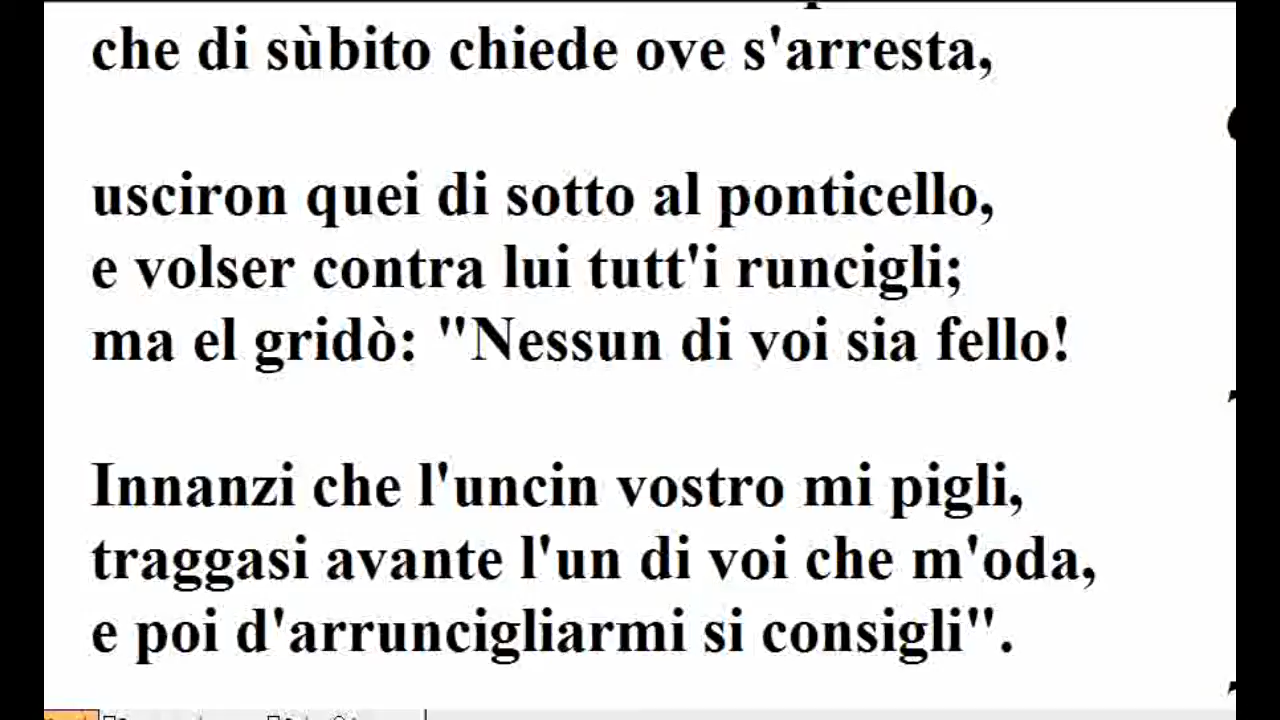 che di sùbito chiede ove s'arresta,
usciron quei di sotto al ponticello,
e volser contra lui tutt'i runcigli;
ma el gridò: "Nessun di voi sia fello!
Innanzi che l'uncin vostro mi pigli,
traggasi avante l'un di voi che m'oda,
e poi d'arruncigliarmi si consigli".